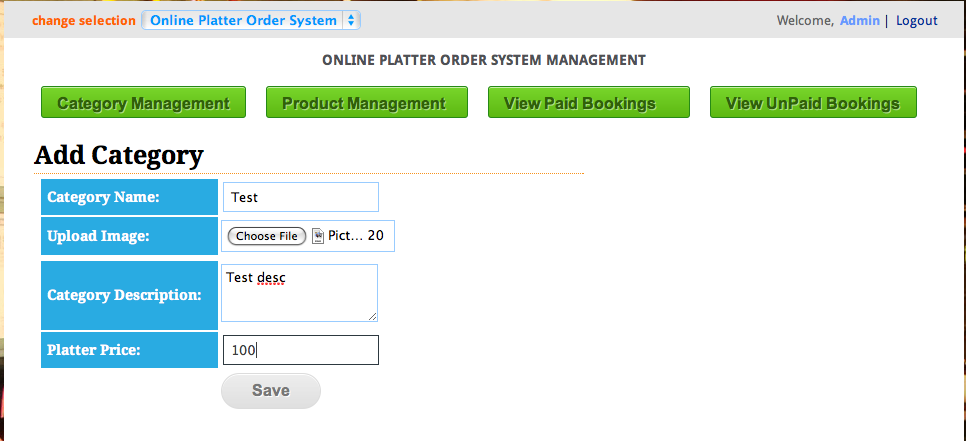 change selection Online Platter Order System Welcome, Admin | Logout
ONLINE PLATTER ORDER SYSTEM MANAGEMENT
Category Management Product Management View Paid Bookings View UnPaid Bookings
Add Category
Category Name: Test
Upload Image: Choose File Pict... 20
Category Description: Test desc
Platter Price: 100
Save